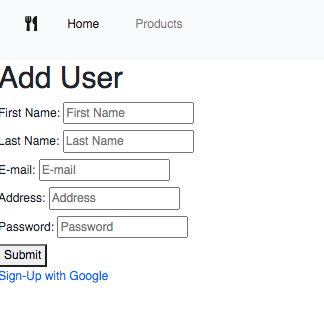 Home Products
Add User
First Name: First Name
Last Name: Last Name
E-mail: E-mail
Address: Address
Password: Password
Submit
Sign-Up with Google